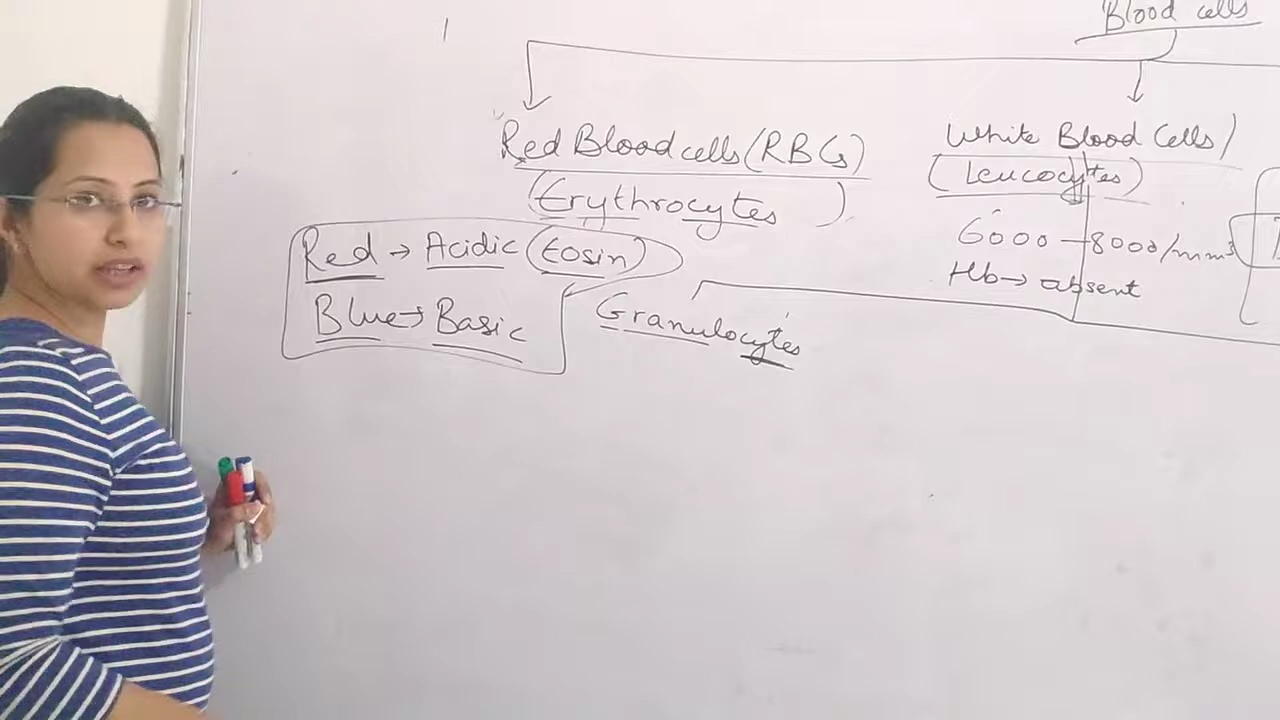 Blood cells
Red Blood cells (RBCs)
(Erythrocytes)
White Blood Cells/
(Leucocytes)
6000-8000/mm³
Hb→ absent
Red → Acidic (Eosin)
Blue→ Basic
Granulocytes